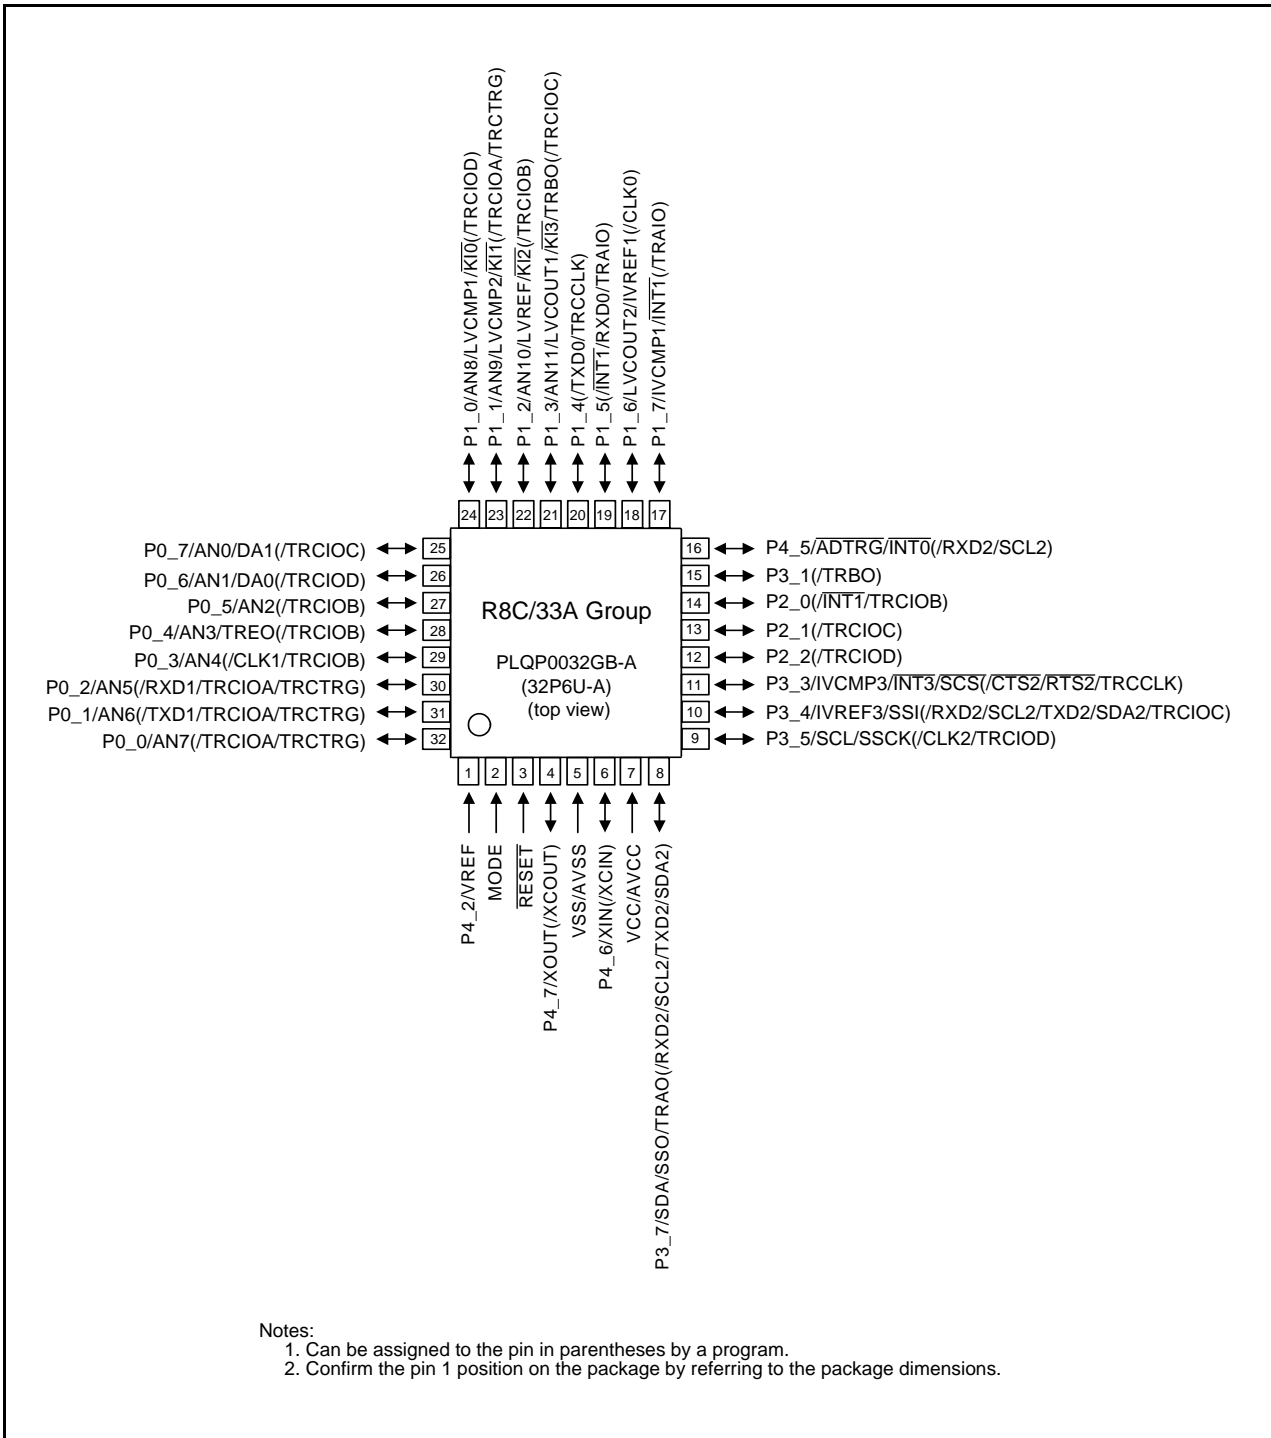 P1_0/AN8/LVCMP1/KI0(/TRCIOD)
P1_1/AN9/LVCMP2/KI1(/TRCIOA/TRCTRG)
P1_2/AN10/LVREF/KI2(/TRCIOB)
P1_3/AN11/LVCOUT1/KI3/TRBO(/TRCIOC)
P1_4(/TXD0/TRCCLK)
P1_5(/INT1/RXD0/TRAIO)
P1_6/LVCOUT2/IVREF1(/CLK0)
P1_7/IVCMP1/INT1(/TRAIO)
24 23 22 21 20 19 18 17
P0_7/AN0/DA1(/TRCIOC) 25
P0_6/AN1/DA0(/TRCIOD) 26
P0_5/AN2(/TRCIOB) 27
P0_4/AN3/TREO(/TRCIOB) 28
P0_3/AN4(/CLK1/TRCIOB) 29
P0_2/AN5(/RXD1/TRCIOA/TRCTRG) 30
P0_1/AN6(/TXD1/TRCIOA/TRCTRG) 31
P0_0/AN7(/TRCIOA/TRCTRG) 32
R8C/33A Group
PLQP0032GB-A
(32P6U-A)
(top view)
16 P4_5/ADTRG/INT0(/RXD2/SCL2)
15 P3_1(/TRBO)
14 P2_0(/INT1/TRCIOB)
13 P2_1(/TRCIOC)
12 P2_2(/TRCIOD)
11 P3_3/IVCMP3/INT3/SCS(/CTS2/RTS2/TRCCLK)
10 P3_4/IVREF3/SSI(/RXD2/SCL2/TXD2/SDA2/TRCIOC)
9 P3_5/SCL/SSCK(/CLK2/TRCIOD)
1 2 3 4 5 6 7 8
P4_2/VREF
MODE
RESET
P4_7/XOUT(/XCOUT)
VSS/AVSS
P4_6/XIN(/XCIN)
VCC/AVCC
P3_7/SDA/SSO/TRAO(/RXD2/SCL2/TXD2/SDA2)
Notes:
1. Can be assigned to the pin in parentheses by a program.
2. Confirm the pin 1 position on the package by referring to the package dimensions.